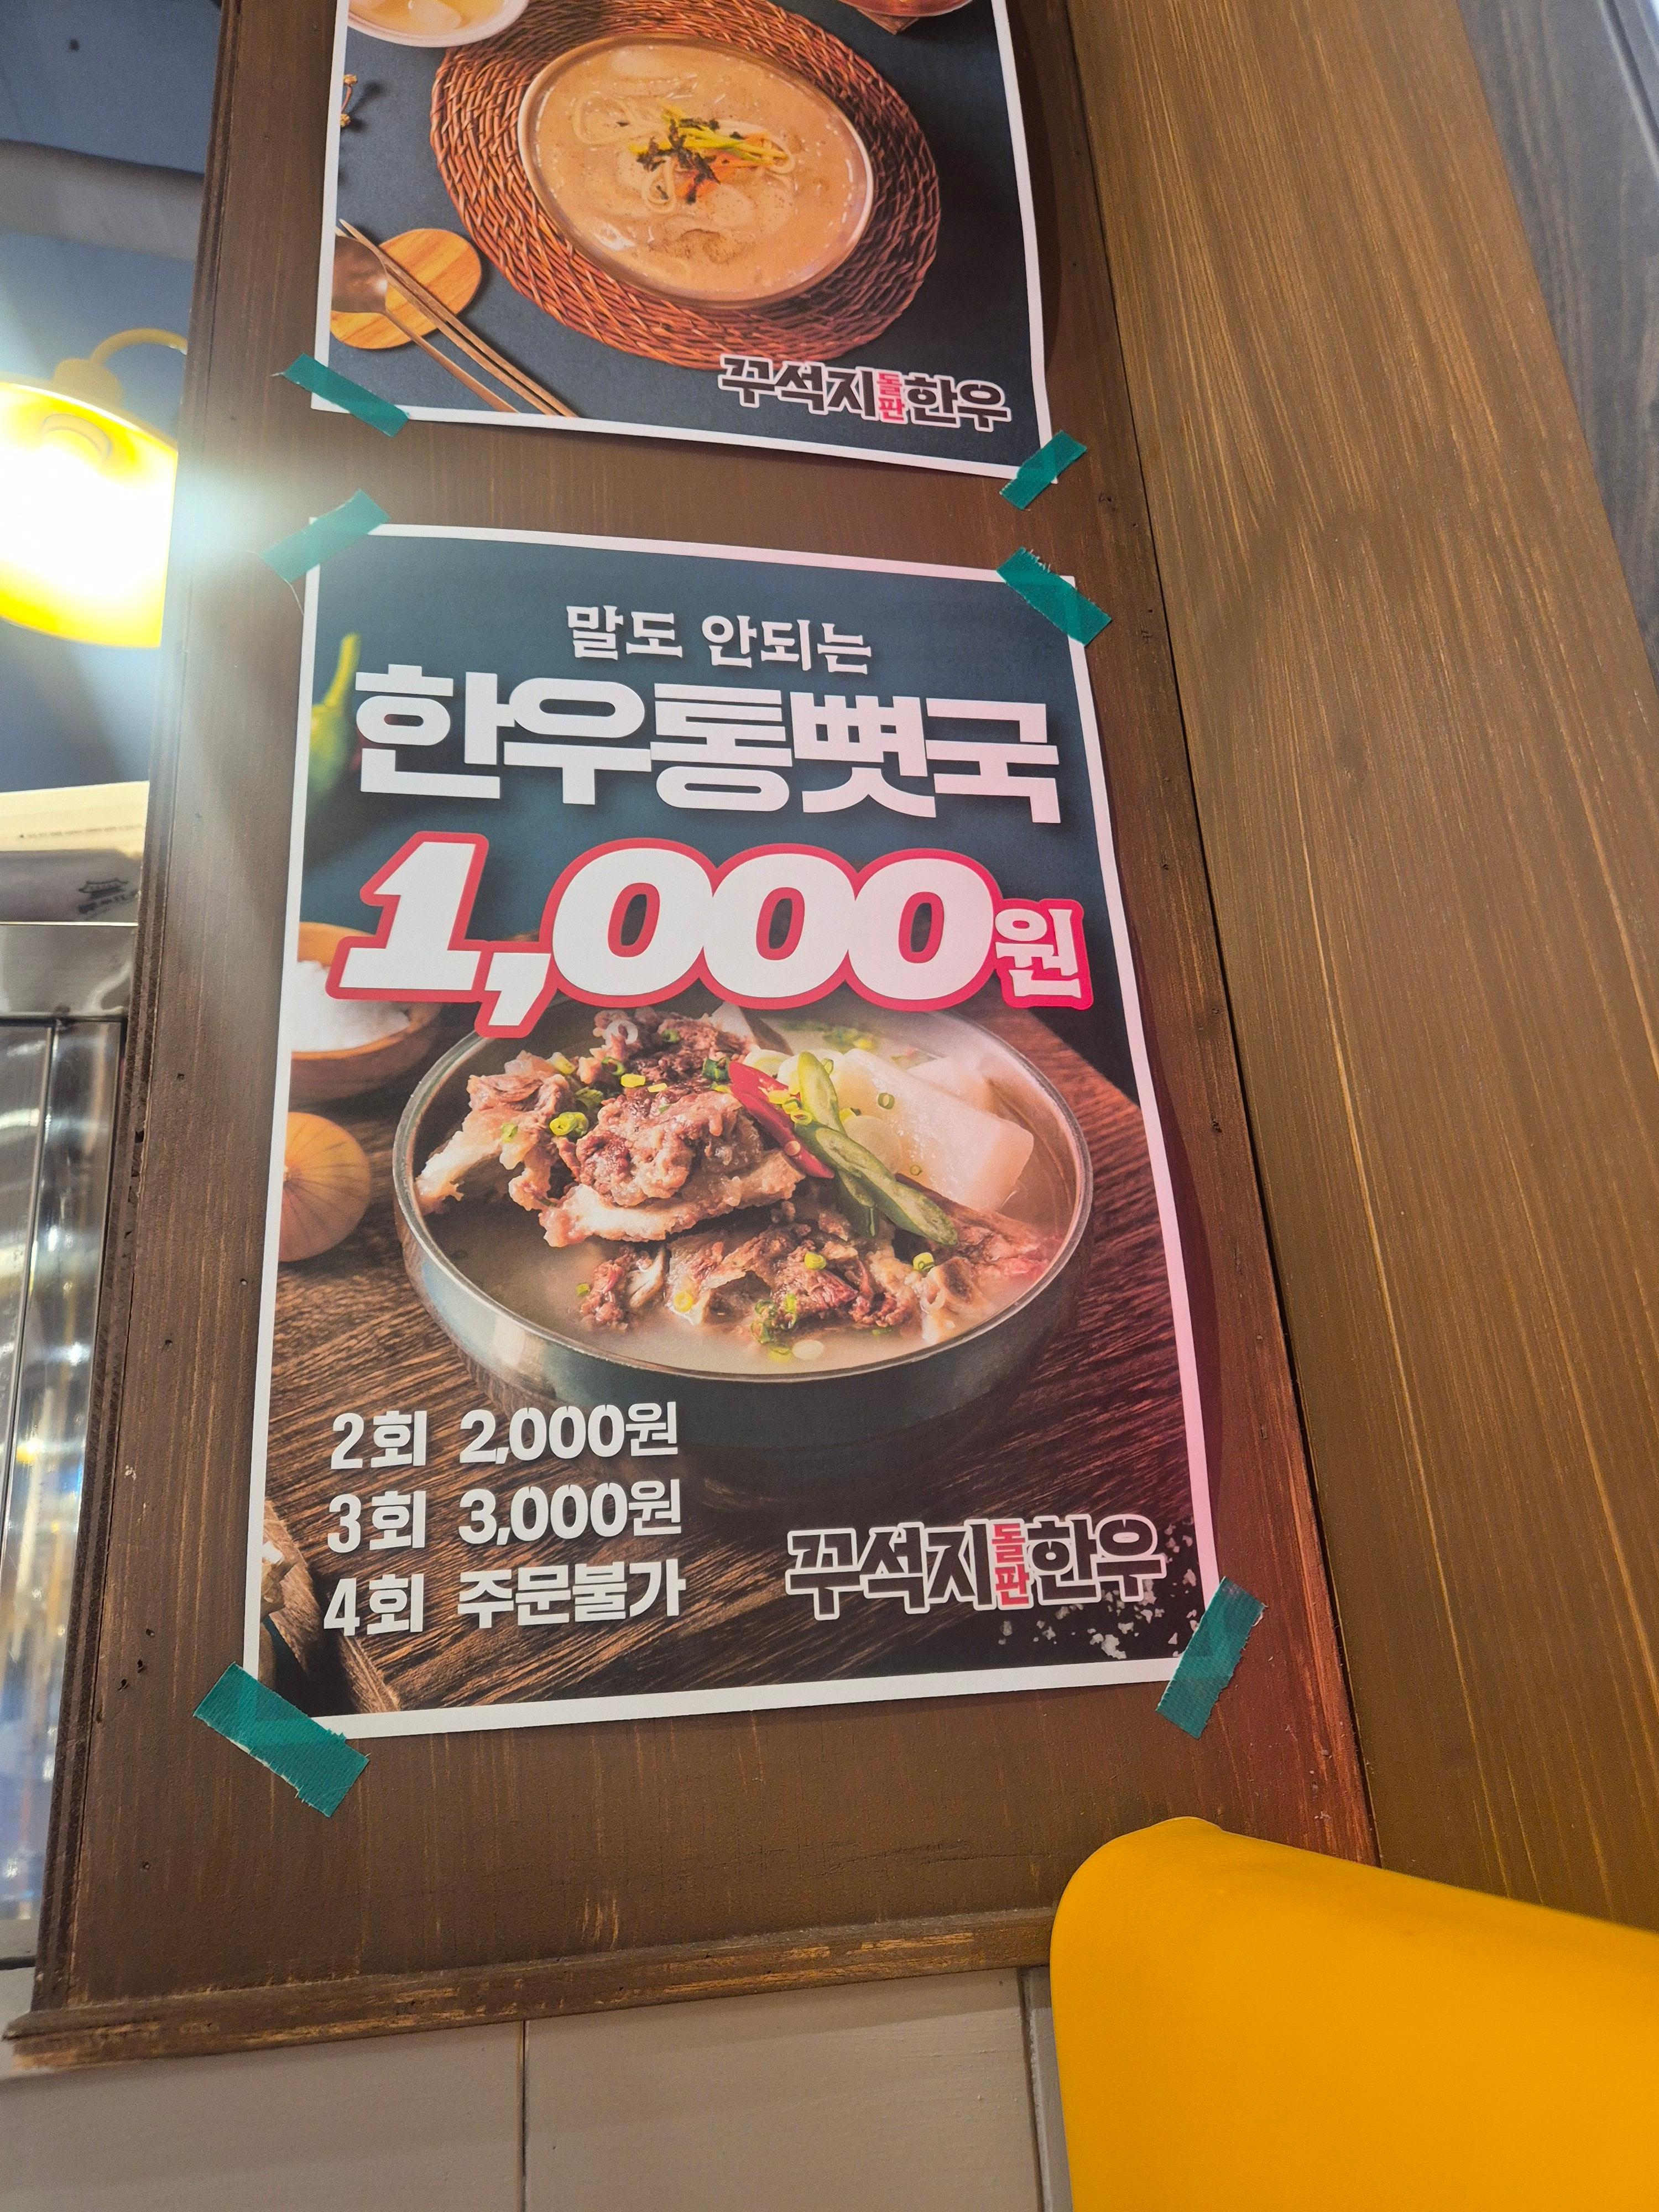 꾸석지돌판한우
말도 안되는
한우통뼛국
1,000원
2회 2,000원
3회 3,000원
4회 주문불가
꾸석지돌판한우